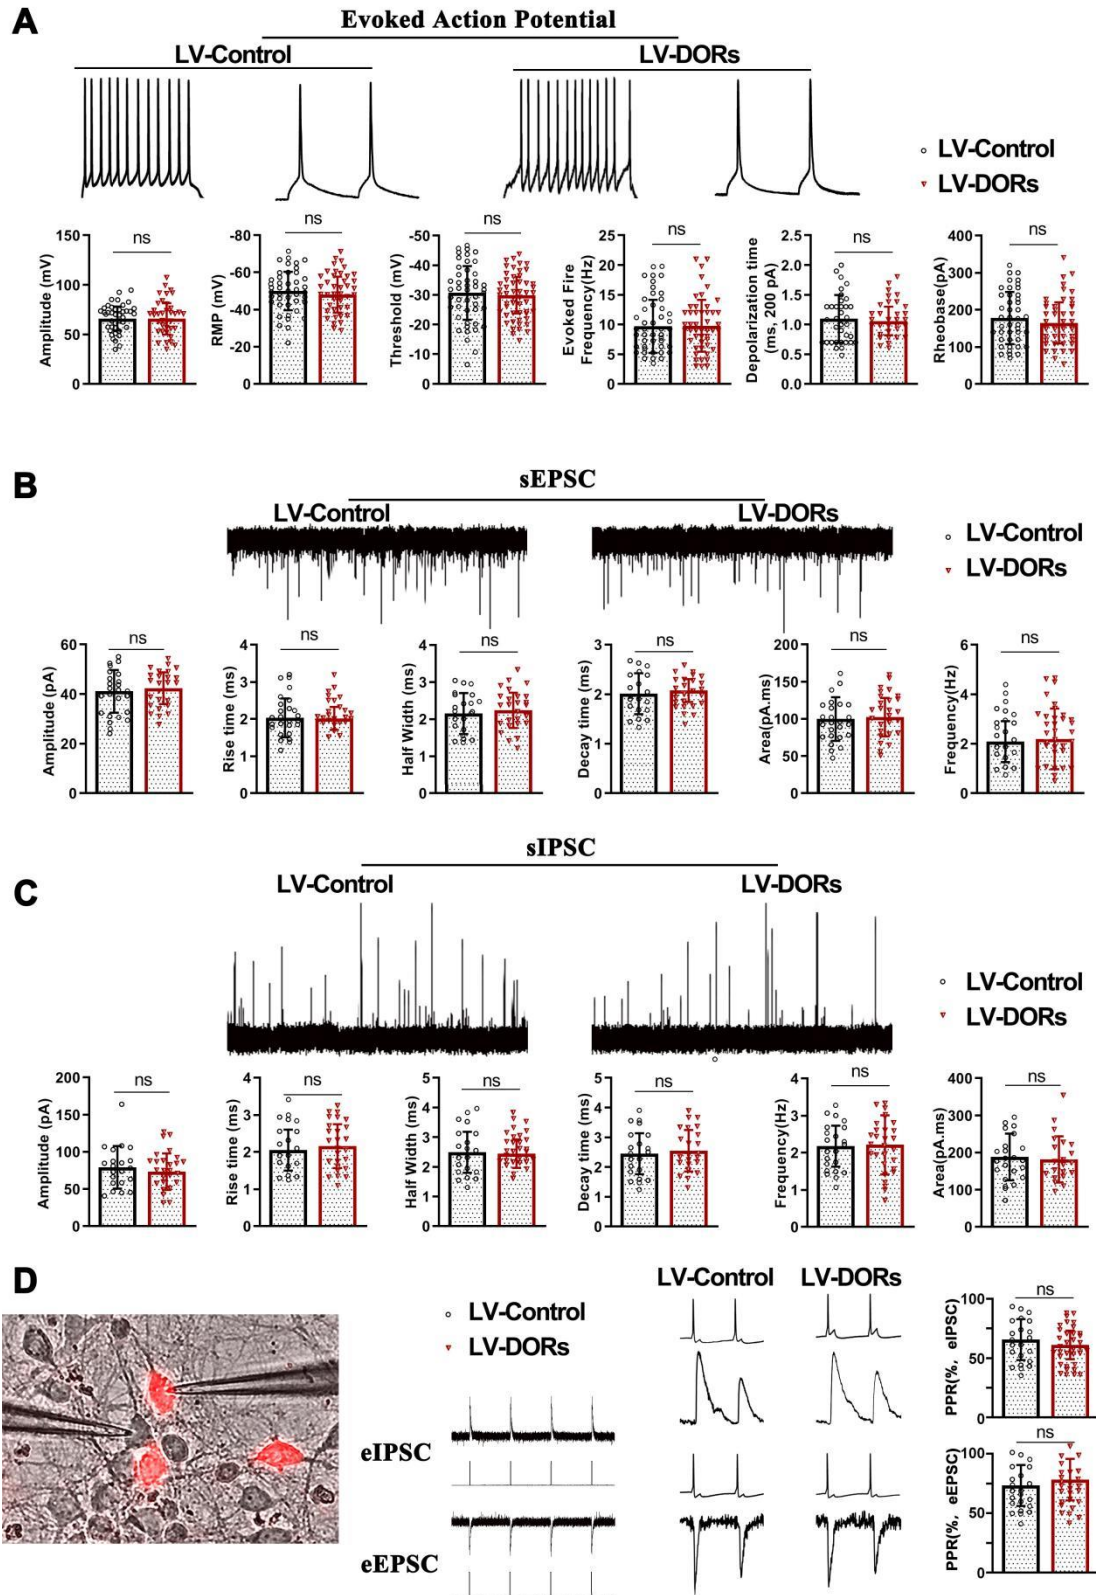 A
Evoked Action Potential
LV-Control
LV-DORs
LV-Control
LV-DORs
Amplitude (mV)
150
100
50
0
ns
RMP (mV)
-80
-60
-40
-20
0
ns
Threshold (mV)
-50
-40
-30
-20
-10
0
ns
Evoked Fire
Frequency(Hz)
25
20
15
10
5
0
ns
Depolarization time
(ms, 200 pA)
2.5
2.0
1.5
1.0
0.5
0.0
ns
Rheobase(pA)
400
300
200
100
0
ns
B
sEPSC
LV-Control
LV-DORs
LV-Control
LV-DORs
Amplitude (pA)
60
40
20
0
ns
Rise time (ms)
4
3
2
1
0
ns
Half Width (ms)
4
3
2
1
0
ns
Decay time (ms)
3
2
1
0
ns
Area(pA.ms)
200
150
100
50
0
ns
Frequency(Hz)
6
4
2
0
ns
sIPSC
C
LV-Control
LV-DORs
LV-Control
LV-DORs
Amplitude (pA)
200
150
100
50
0
ns
Rise time (ms)
4
3
2
1
0
ns
Half Width (ms)
5
4
3
2
1
0
ns
Decay time (ms)
5
4
3
2
1
0
ns
Frequency(Hz)
4
3
2
1
0
ns
Area(pA.ms)
400
300
200
100
0
ns
D
LV-Control
LV-DORs
LV-Control
LV-DORs
eIPSC
eEPSC
PPR(%, eIPSC)
100
50
0
ns
PPR(%, eEPSC)
100
50
0
ns